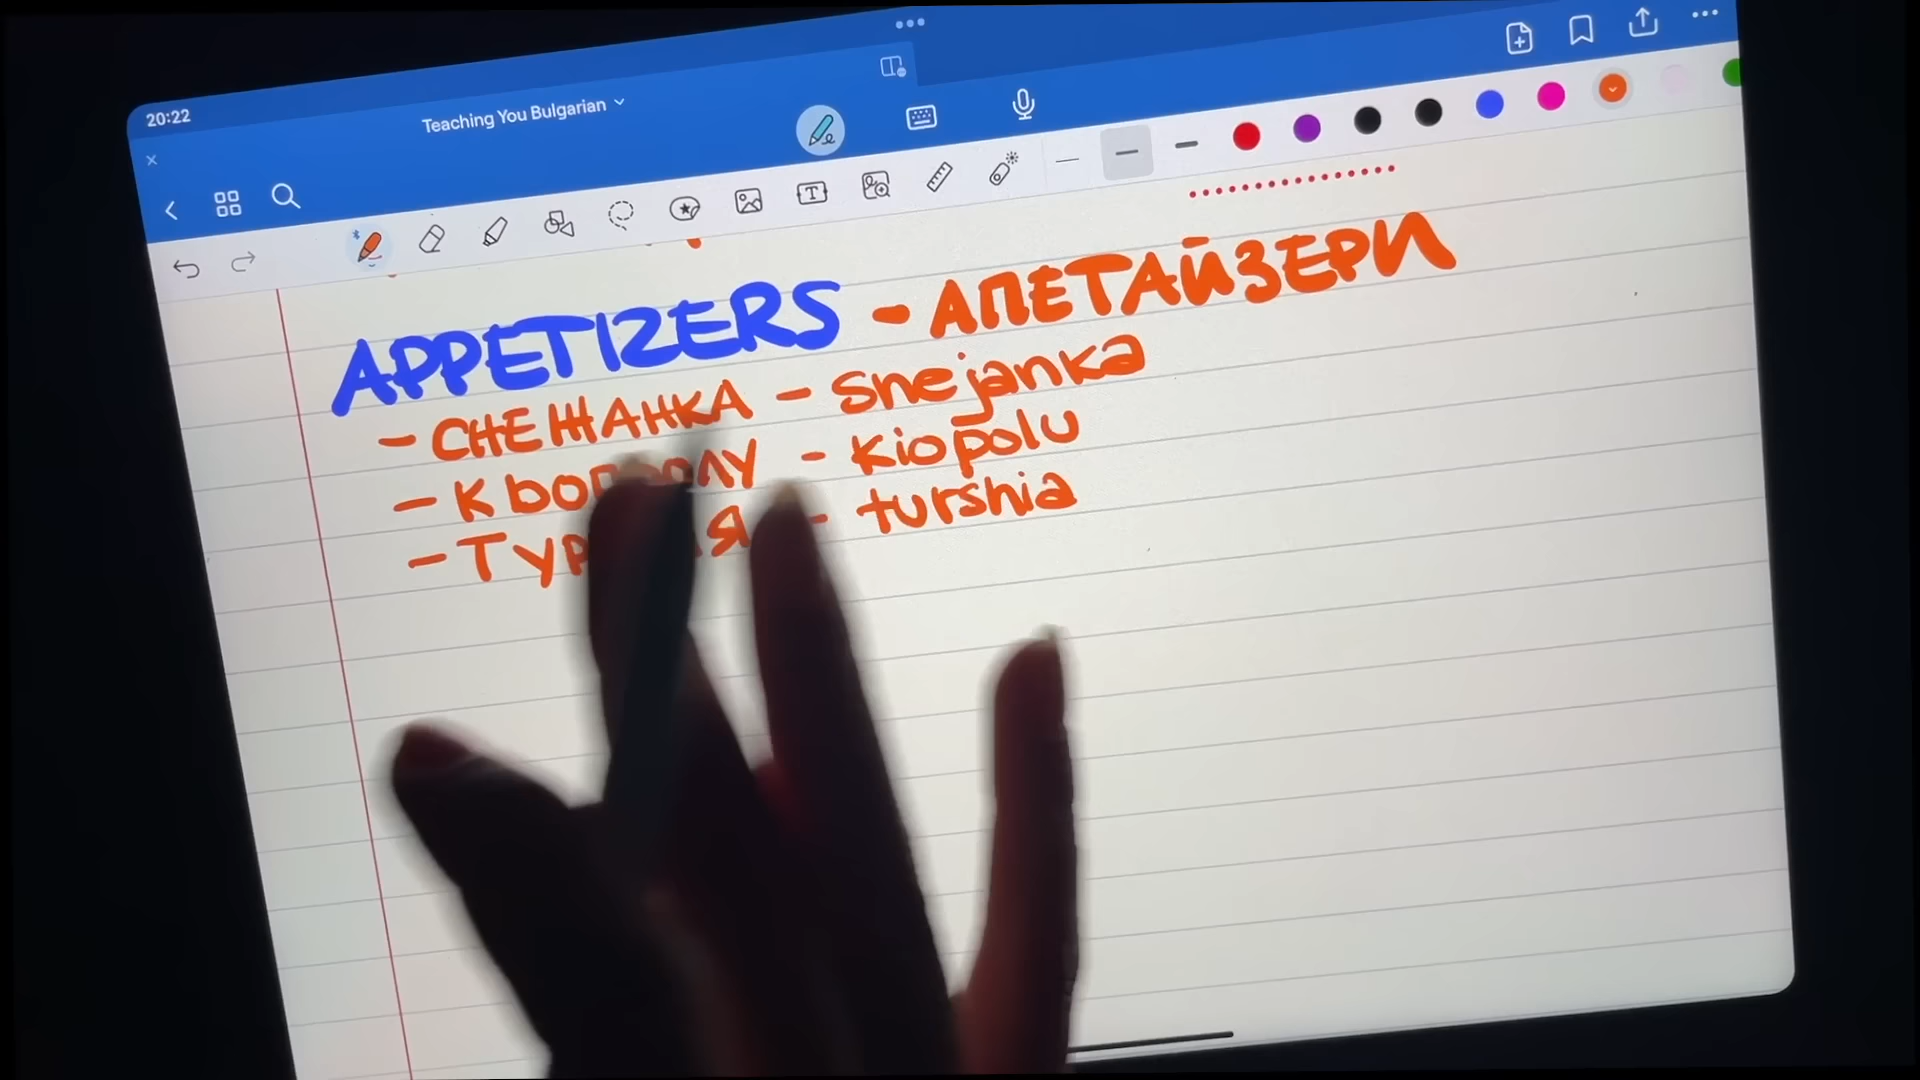 20:22
Teaching You Bulgarian
APPETIZERS - АПЕТАЙЗЕРИ
- СНЕЖАНКА - snejanka
- - kiopolu
- - turshia